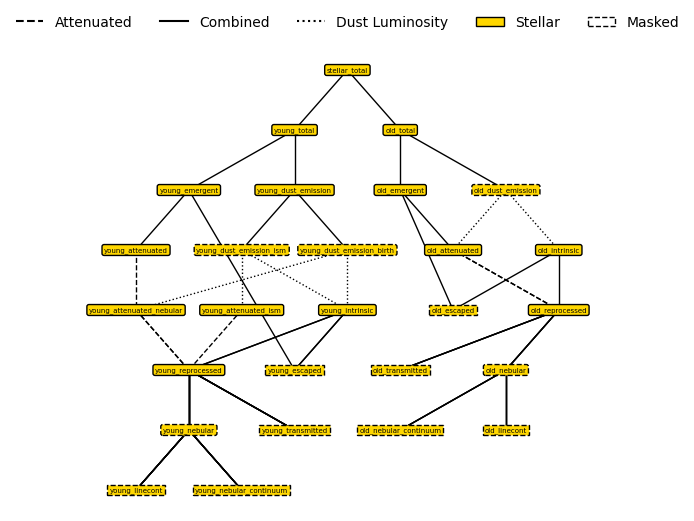 Attenuated Combined Dust Luminosity Stellar Masked
stellar_total
young_total old_total
young_emergent young_dust_emission old_emergent old_dust_emission
young_attenuated young_dust_emission_ism young_dust_emission_birth old_attenuated old_intrinsic
young_attenuated_nebular young_attenuated_ism young_intrinsic old_escaped old_reprocessed
young_reprocessed young_escaped old_transmitted old_nebular
young_nebular young_transmitted old_nebular_continuum old_linecont
young_linecont young_nebular_continuum